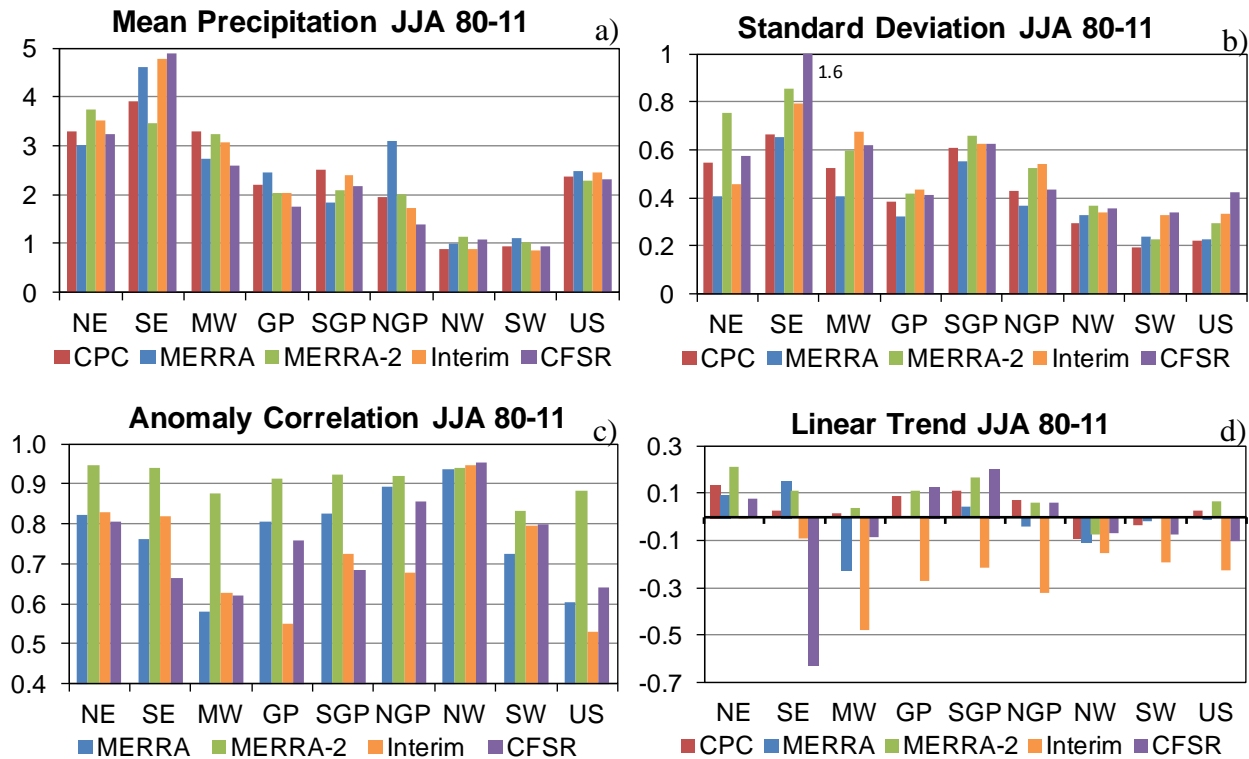 Mean Precipitation JJA 80-11
a)
5
4
3
2
1
0
NE SE MW GP SGP NGP NW SW US
CPC MERRA MERRA-2 Interim CFSR
Standard Deviation JJA 80-11
b)
1
0.8
0.6
0.4
0.2
0
1.6
NE SE MW GP SGP NGP NW SW US
CPC MERRA MERRA-2 Interim CFSR
Anomaly Correlation JJA 80-11
c)
1.0
0.9
0.8
0.7
0.6
0.5
0.4
NE SE MW GP SGP NGP NW SW US
MERRA MERRA-2 Interim CFSR
Linear Trend JJA 80-11
d)
0.3
0.1
-0.1
-0.3
-0.5
-0.7
NE SE MW GP SGP NGP NW SW US
CPC MERRA MERRA-2 Interim CFSR